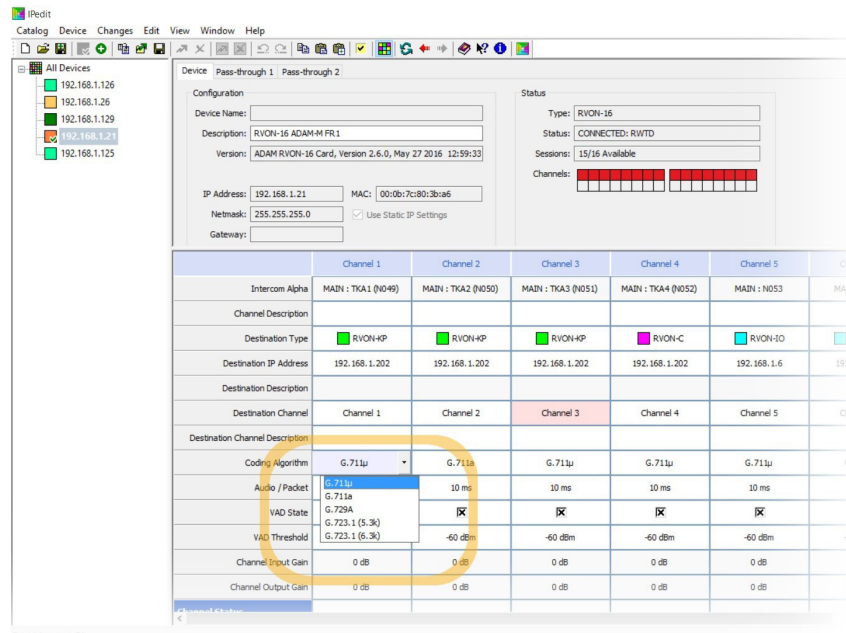 IPedit
Catalog Device Changes Edit View Window Help
All Devices
192.168.1.126
192.168.1.26
192.168.1.129
192.168.1.21
192.168.1.125
Device Pass-through 1 Pass-through 2
Configuration
Device Name:
Description: RVON-16 ADAM-M FR1
Version: ADAM RVON-16 Card, Version 2.6.0, May 27 2016 12:59:33
IP Address: 192.168.1.21 MAC: 00:0b:7c:80:3b:a6
Netmask: 255.255.255.0 Use Static IP Settings
Gateway:
Status
Type: RVON-16
Status: CONNECTED: RWTD
Sessions: 15/16 Available
Channels:
Channel 1 Channel 2 Channel 3 Channel 4 Channel 5
Intercom Alpha MAIN : TKA1 (N049) MAIN : TKA2 (N050) MAIN : TKA3 (N051) MAIN : TKA4 (N052) MAIN : N053 MA
Channel Description
Destination Type RVON-KP RVON-KP RVON-KP RVON-C RVON-IO
Destination IP Address 192.168.1.202 192.168.1.202 192.168.1.202 192.168.1.202 192.168.1.6
Destination Description
Destination Channel Channel 1 Channel 2 Channel 3 Channel 4 Channel 5
Destination Channel Description
Coding Algorithm G.711µ G.711a G.711µ G.711µ G.711µ
Audio / Packet 10 ms 10 ms 10 ms 10 ms
VAD State
VAD Threshold -60 dBm -60 dBm -60 dBm -60 dBm
G.711µ
G.711a
G.729A
G.723.1 (5.3k)
G.723.1 (6.3k)
Channel Input Gain 0 dB 0 dB 0 dB 0 dB 0 dB
Channel Output Gain 0 dB 0 dB 0 dB 0 dB 0 dB
Channel Status